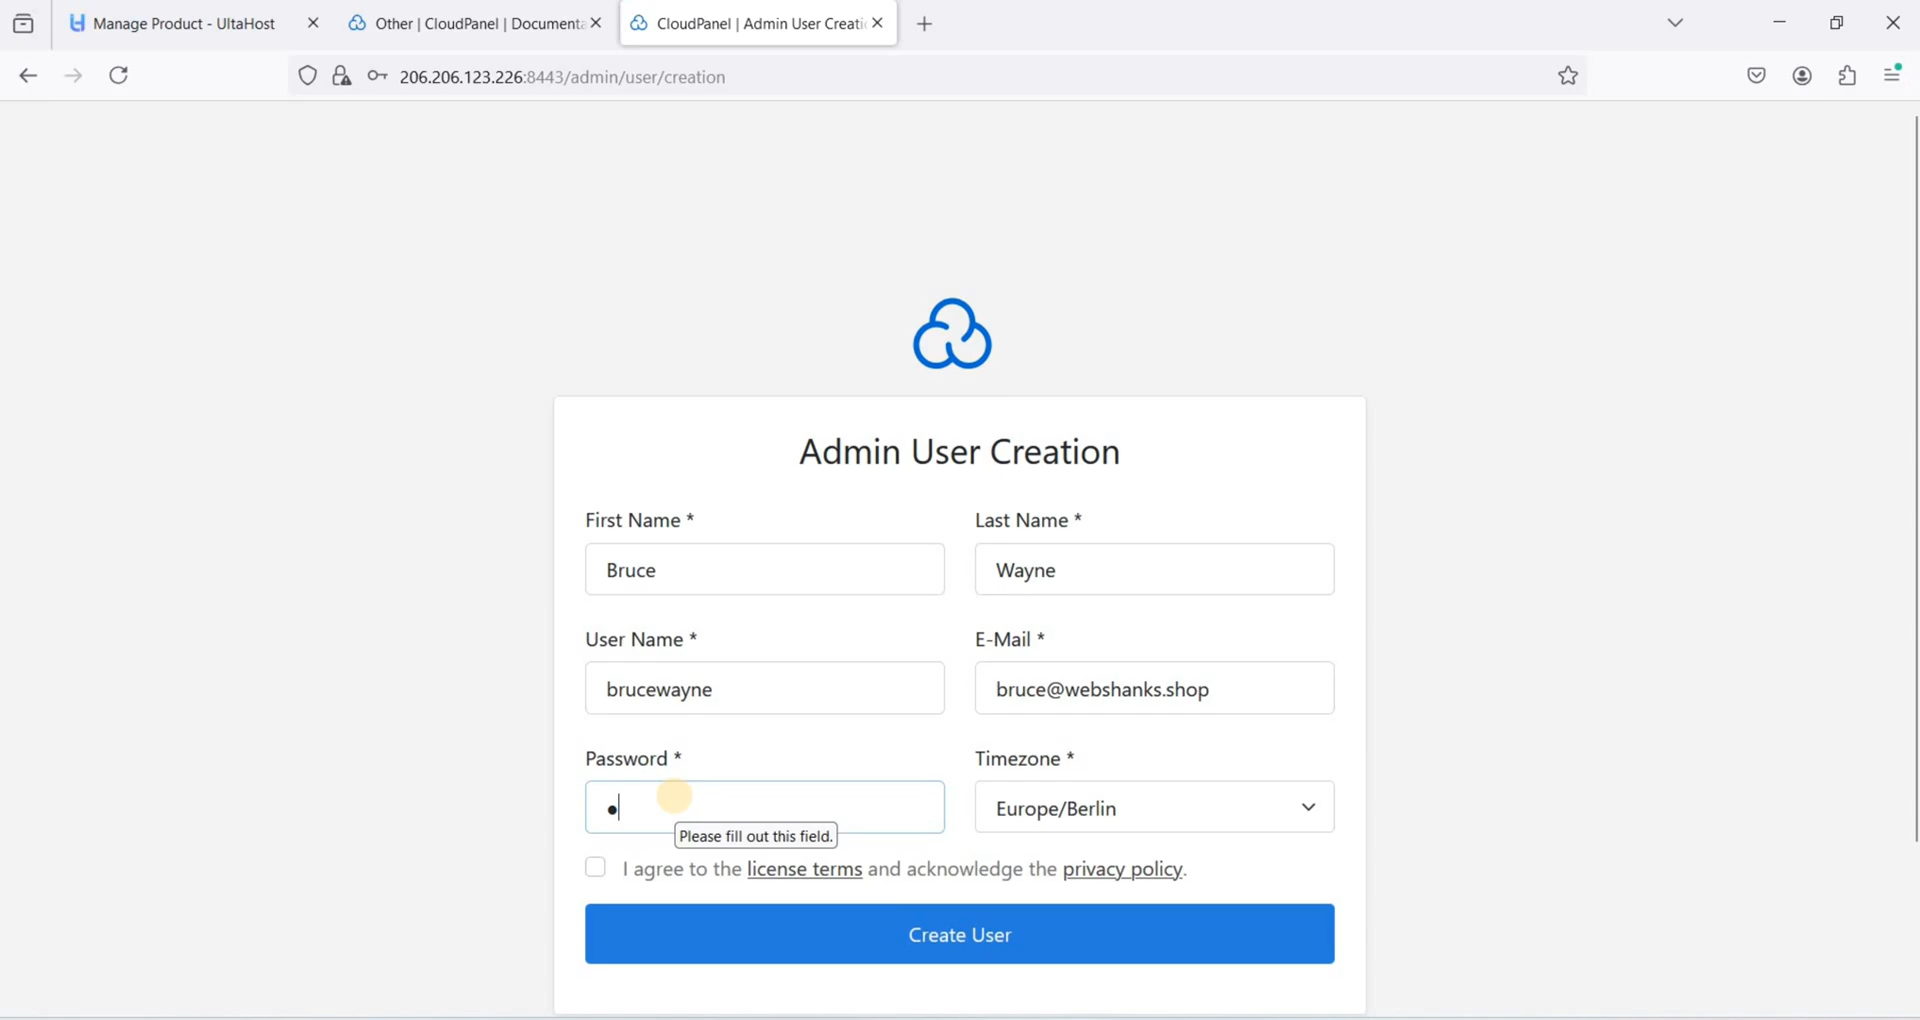 Manage Product - UltaHost
Other | CloudPanel | Documenta
CloudPanel | Admin User Creati
206.206.123.226:8443/admin/user/creation
Admin User Creation
First Name *
Last Name *
Bruce
Wayne
User Name *
E-Mail *
brucewayne
bruce@webshanks.shop
Password *
Timezone *
Europe/Berlin
Please fill out this field.
I agree to the license terms and acknowledge the privacy policy.
Create User